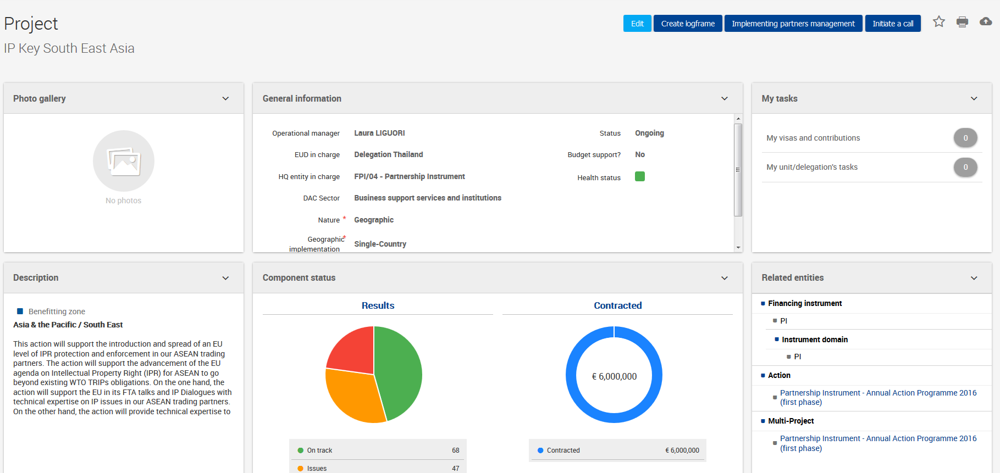 Project
IP Key South East Asia
Edit
Create logframe
Implementing partners management
Initiate a call
Photo gallery
No photos
General information
Operational manager Laura LIGUORI
EUD in charge Delegation Thailand
HQ entity in charge FPI/04 - Partnership Instrument
DAC Sector Business support services and institutions
Nature * Geographic
Geographic*
implementation
Single-Country
Status Ongoing
Budget support? No
Health status
My tasks
My visas and contributions 0
My unit/delegation's tasks 0
Description
Benefitting zone
Asia & the Pacific / South East
This action will support the introduction and spread of an EU
level of IPR protection and enforcement in our ASEAN trading
partners. The action will support the advancement of the EU
agenda on Intellectual Property Right (IPR) for ASEAN to go
beyond existing WTO TRIPs obligations. On the one hand, the
action will support the EU in its FTA talks and IP Dialogues with
technical expertise on IP issues in our ASEAN trading partners.
On the other hand, the action will provide technical expertise to
Component status
Results
On track 68
Issues 47
Contracted
€ 6,000,000
Contracted € 6,000,000
Related entities
Financing instrument
PI
Instrument domain
PI
Action
Partnership Instrument - Annual Action Programme 2016
(first phase)
Multi-Project
Partnership Instrument - Annual Action Programme 2016
(first phase)